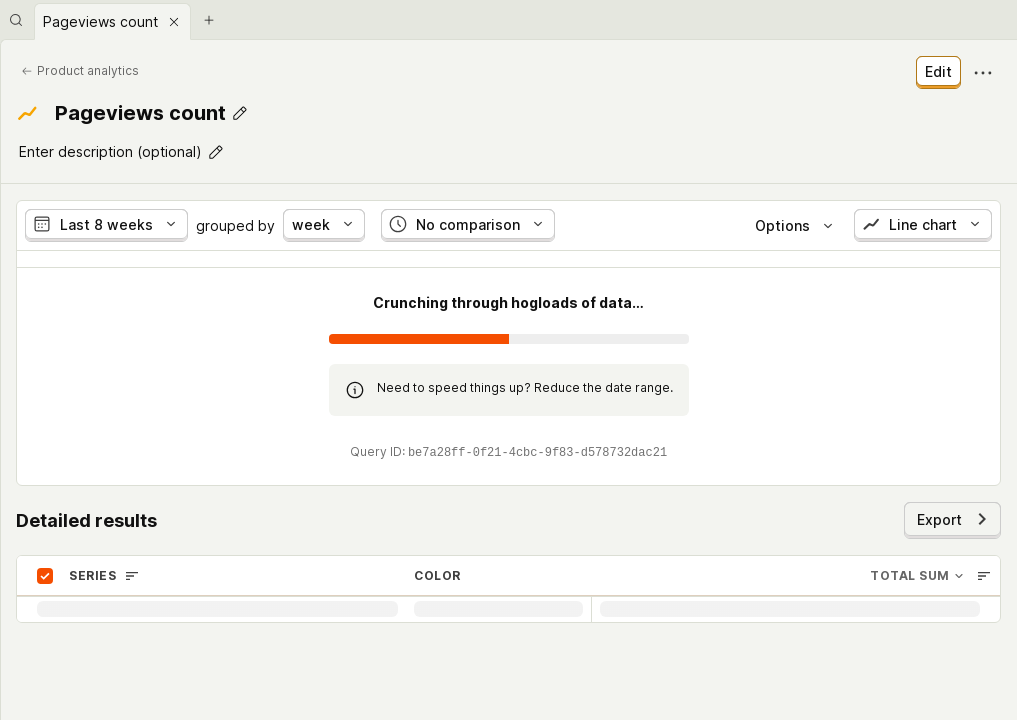 Pageviews count
Product analytics
Edit
Pageviews count
Enter description (optional)
Last 8 weeks grouped by week No comparison Options Line chart
Crunching through hogloads of data...
Need to speed things up? Reduce the date range.
Query ID: be7a28ff-0f21-4cbc-9f83-d578732dac21
Detailed results
Export
SERIES COLOR TOTAL SUM